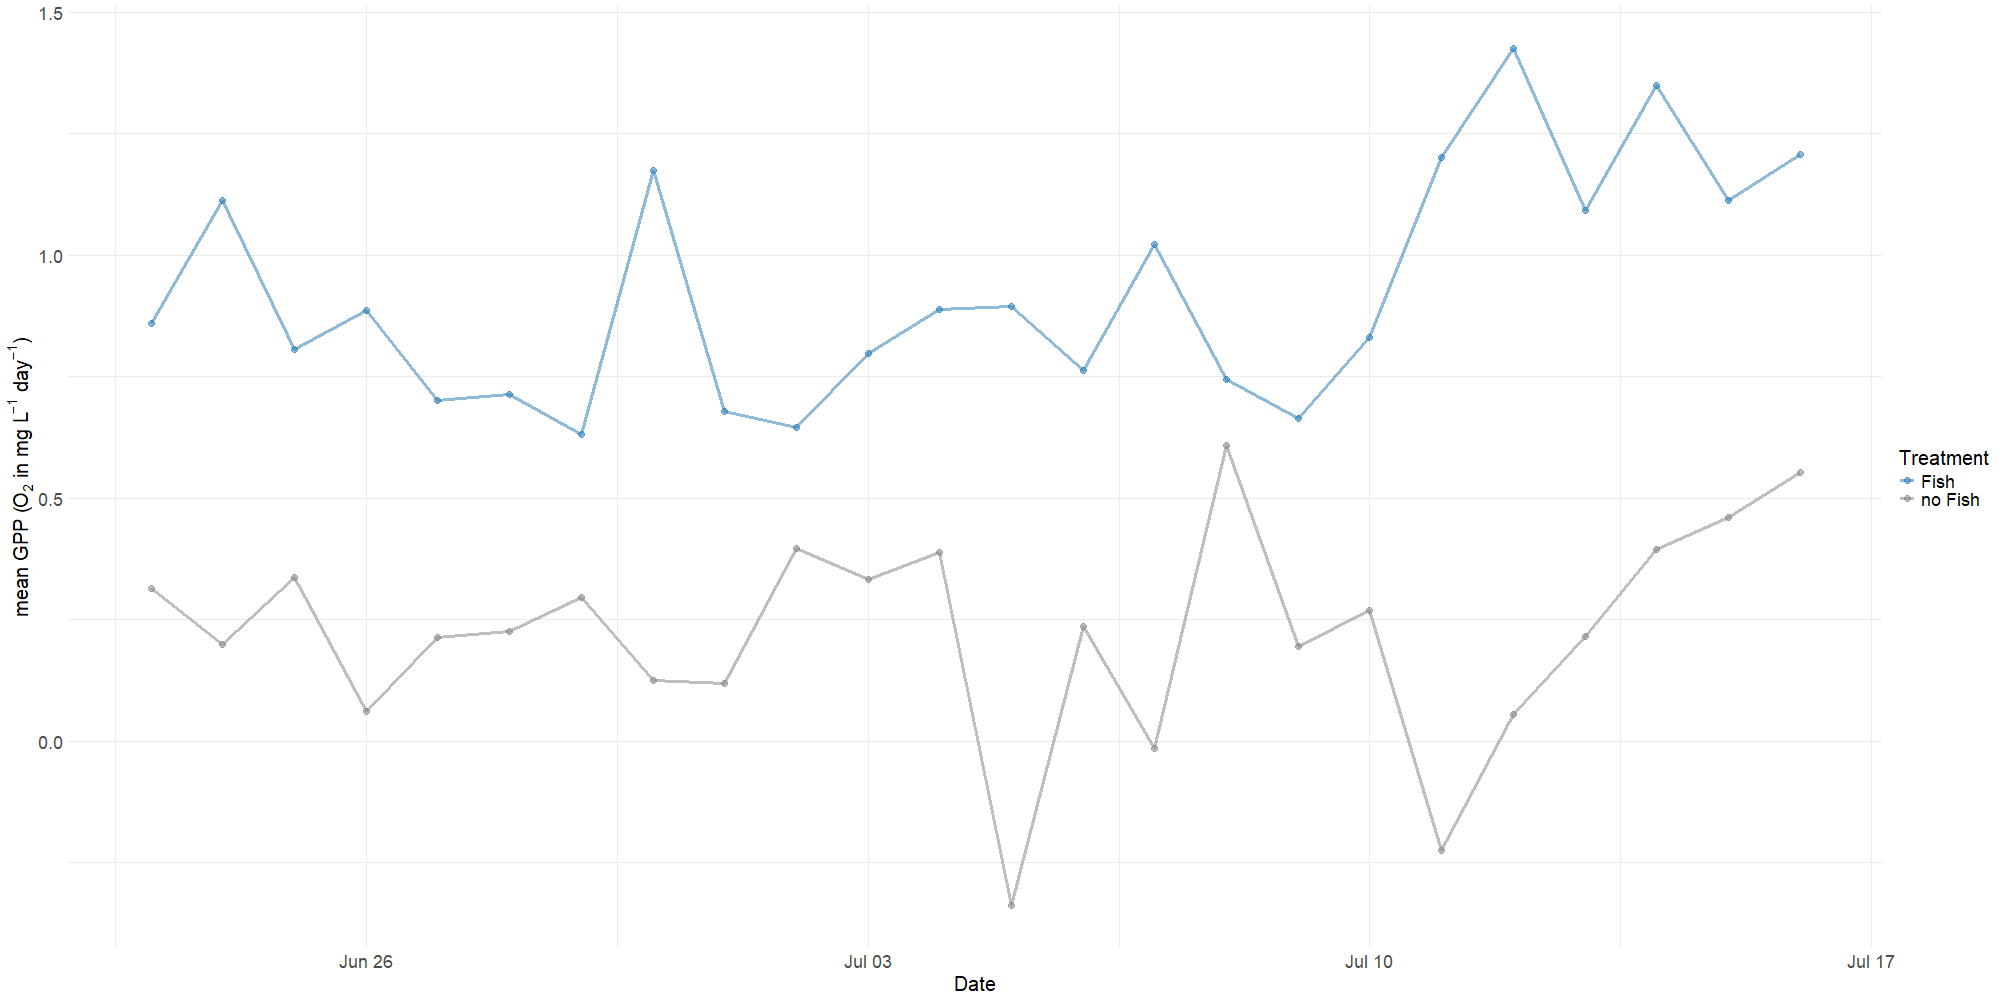 1.5
1.0
0.5
0.0
mean GPP (O₂ in mg L⁻¹ day⁻¹)
Jun 26
Jul 03
Jul 10
Jul 17
Date
Treatment
Fish
no Fish